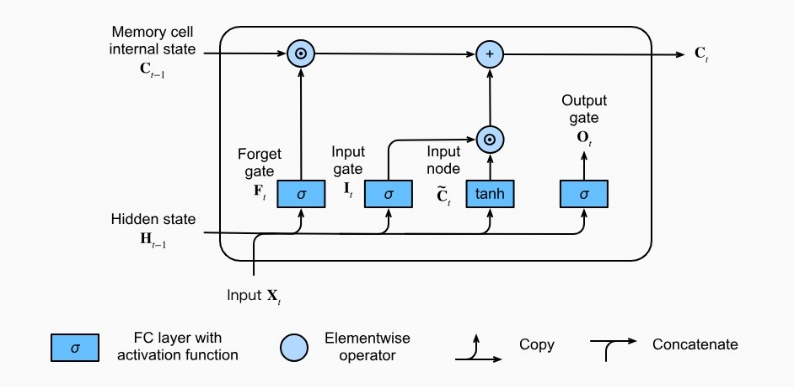 Memory cell
internal state
C_{t−1}
⊙
+
C_t
Output
gate
O_t
⊙
Forget
gate
F_t
Input
gate
I_t
Input
node
C̃_t
σ
σ
tanh
σ
Hidden state
H_{t−1}
Input X_t
σ
FC layer with
activation function
Elementwise
operator
Copy
Concatenate